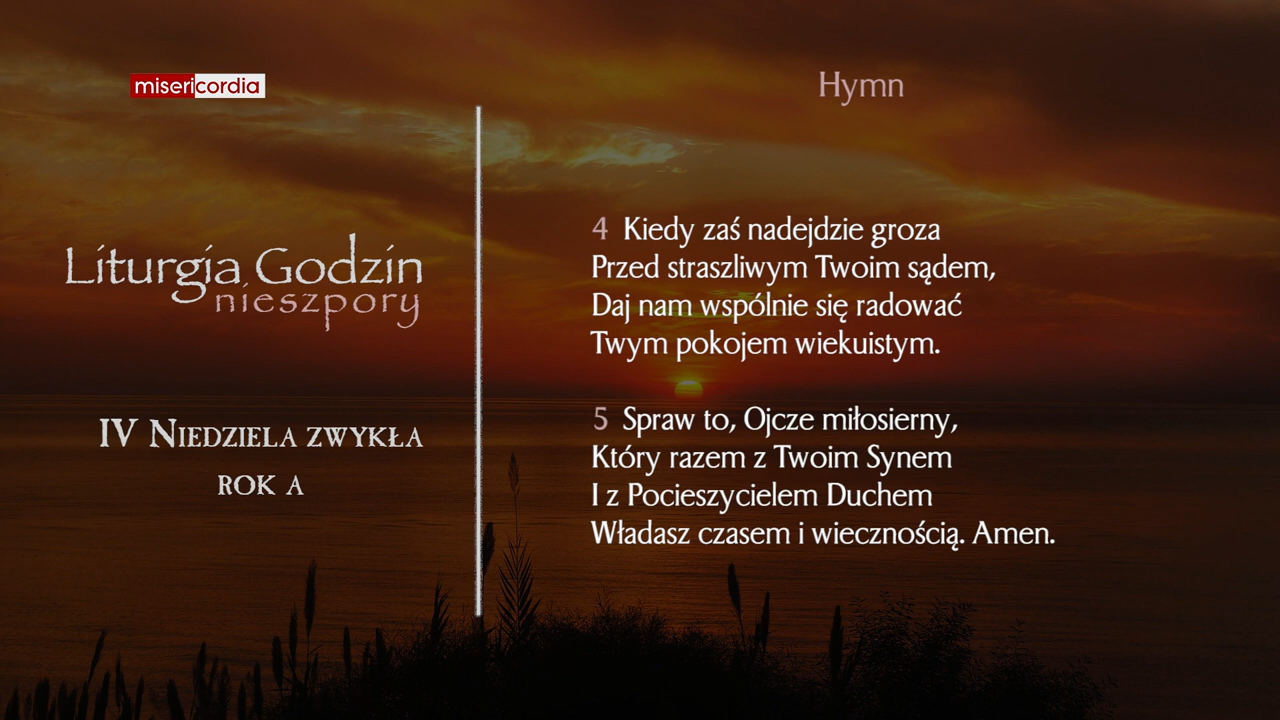 misericordia
Liturgia Godzin
nieszpory
IV Niedziela zwykła
rok A
Hymn
4 Kiedy zaś nadejdzie groza
Przed straszliwym Twoim sądem,
Daj nam wspólnie się radować
Twym pokojem wiekuistym.
5 Spraw to, Ojcze miłosierny,
Który razem z Twoim Synem
I z Pocieszycielem Duchem
Władasz czasem i wiecznością. Amen.